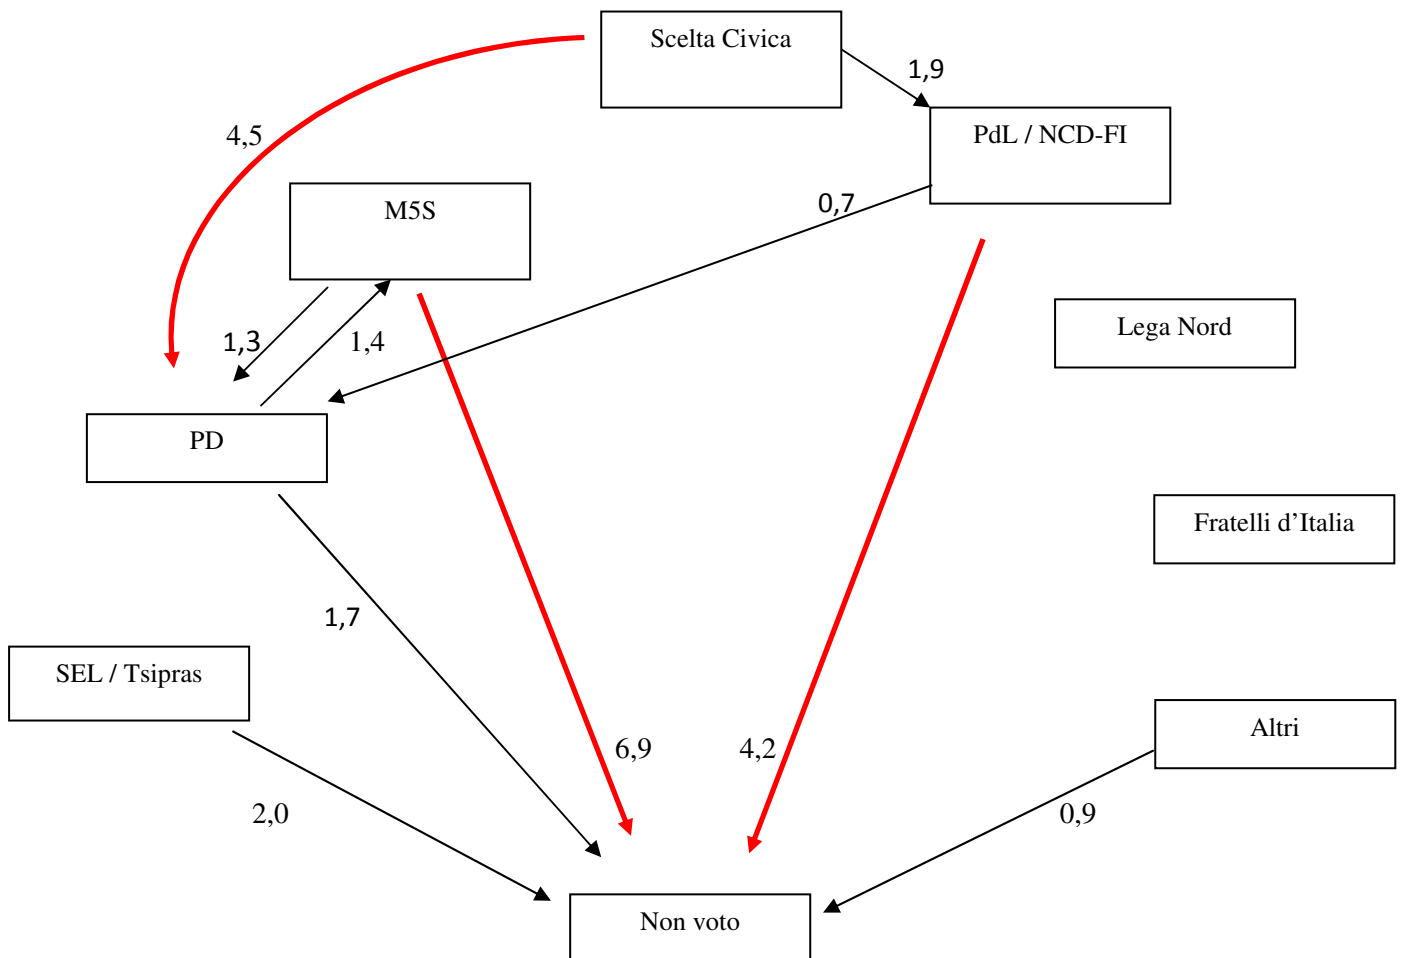 Scelta Civica
1,9
PdL / NCD-FI
4,5
M5S
0,7
Lega Nord
1,3
1,4
PD
Fratelli d’Italia
1,7
SEL / Tsipras
Altri
6,9
4,2
2,0
0,9
Non voto